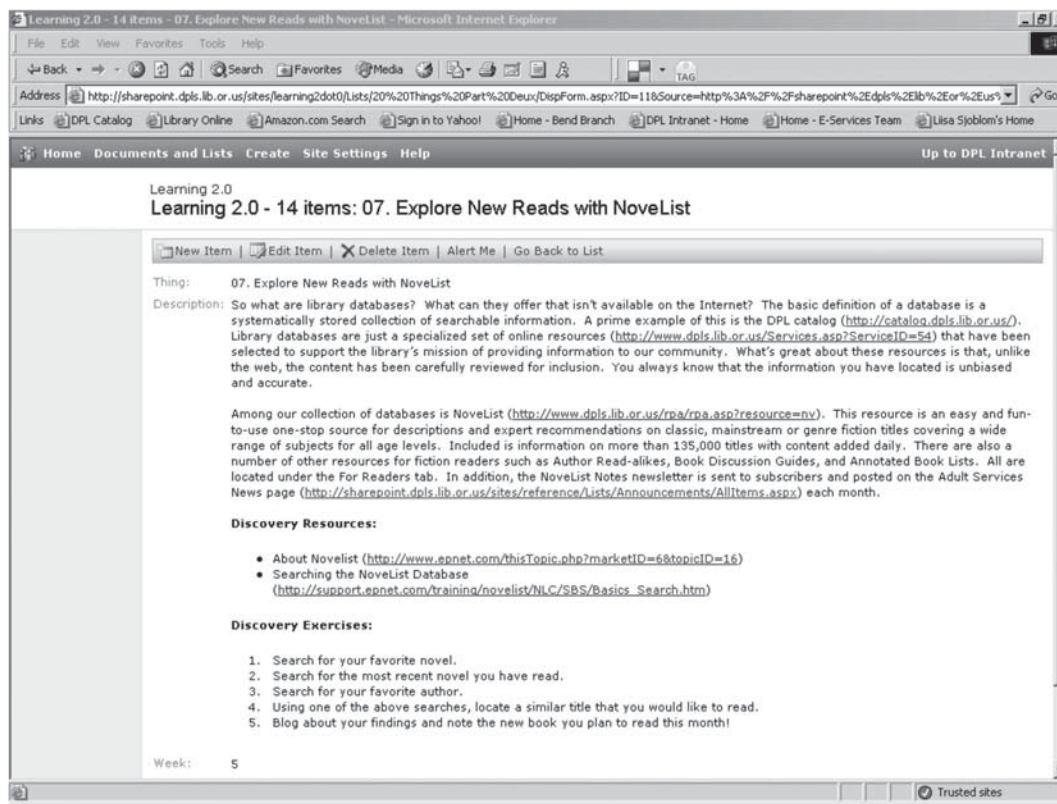 Learning 2.0 - 14 items - 07. Explore New Reads with NoveList - Microsoft Internet Explorer
File Edit View Favorites Tools Help
Back Search Favorites Media TAG
Address http://sharepoint.dpls.lib.or.us/sites/learning2dot0/Lists/20%20Things%20Part%20Deux/DispForm.aspx?ID=11&Source=http%3A%2F%2Fsharepoint%2Edpls%2Elib%2Eor%2Eus% Go
Links DPL Catalog Library Online Amazon.com Search Sign in to Yahoo! Home - Bend Branch DPL Intranet - Home Home - E-Services Team Liisa Sjoblom's Home
Home Documents and Lists Create Site Settings Help Up to DPL Intranet
Learning 2.0
Learning 2.0 - 14 items: 07. Explore New Reads with NoveList
New Item | Edit Item | Delete Item | Alert Me | Go Back to List
Thing: 07. Explore New Reads with NoveList
Description: So what are library databases? What can they offer that isn't available on the Internet? The basic definition of a database is a
systematically stored collection of searchable information. A prime example of this is the DPL catalog (http://catalog.dpls.lib.or.us/).
Library databases are just a specialized set of online resources (http://www.dpls.lib.or.us/Services.asp?ServiceID=54) that have been
selected to support the library's mission of providing information to our community. What's great about these resources is that, unlike
the web, the content has been carefully reviewed for inclusion. You always know that the information you have located is unbiased
and accurate.
Among our collection of databases is NoveList (http://www.dpls.lib.or.us/rpa/rpa.asp?resource=nv). This resource is an easy and fun-
to-use one-stop source for descriptions and expert recommendations on classic, mainstream or genre fiction titles covering a wide
range of subjects for all age levels. Included is information on more than 135,000 titles with content added daily. There are also a
number of other resources for fiction readers such as Author Read-alikes, Book Discussion Guides, and Annotated Book Lists. All are
located under the For Readers tab. In addition, the NoveList Notes newsletter is sent to subscribers and posted on the Adult Services
News page (http://sharepoint.dpls.lib.or.us/sites/reference/Lists/Announcements/AllItems.aspx) each month.
Discovery Resources:
• About Novelist (http://www.epnet.com/thisTopic.php?marketID=6&topicID=16)
• Searching the NoveList Database
(http://support.epnet.com/training/novelist/NLC/SBS/Basics_Search.htm)
Discovery Exercises:
1. Search for your favorite novel.
2. Search for the most recent novel you have read.
3. Search for your favorite author.
4. Using one of the above searches, locate a similar title that you would like to read.
5. Blog about your findings and note the new book you plan to read this month!
Week: 5
Trusted sites